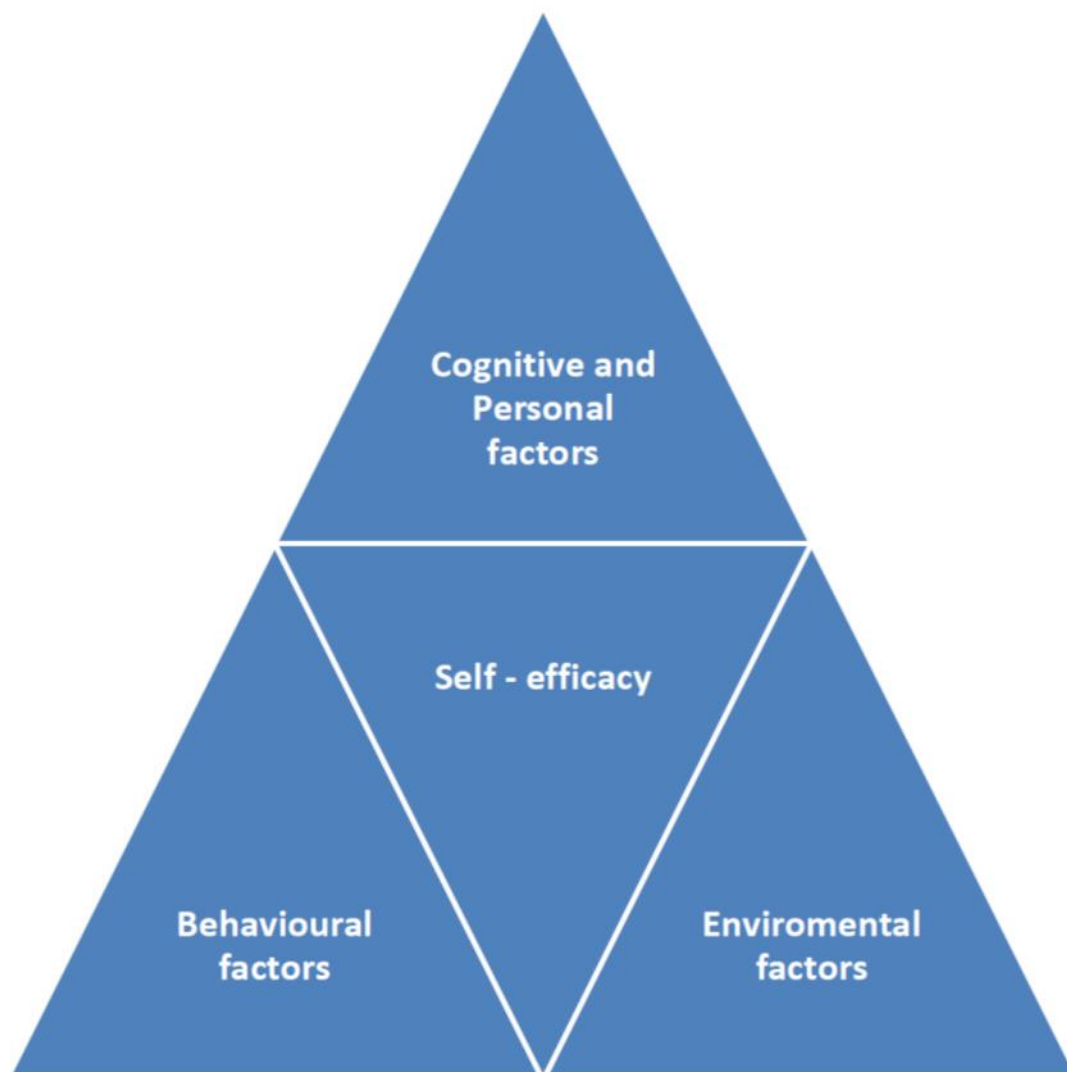 Cognitive and
Personal
factors
Self - efficacy
Behavioural
factors
Enviromental
factors